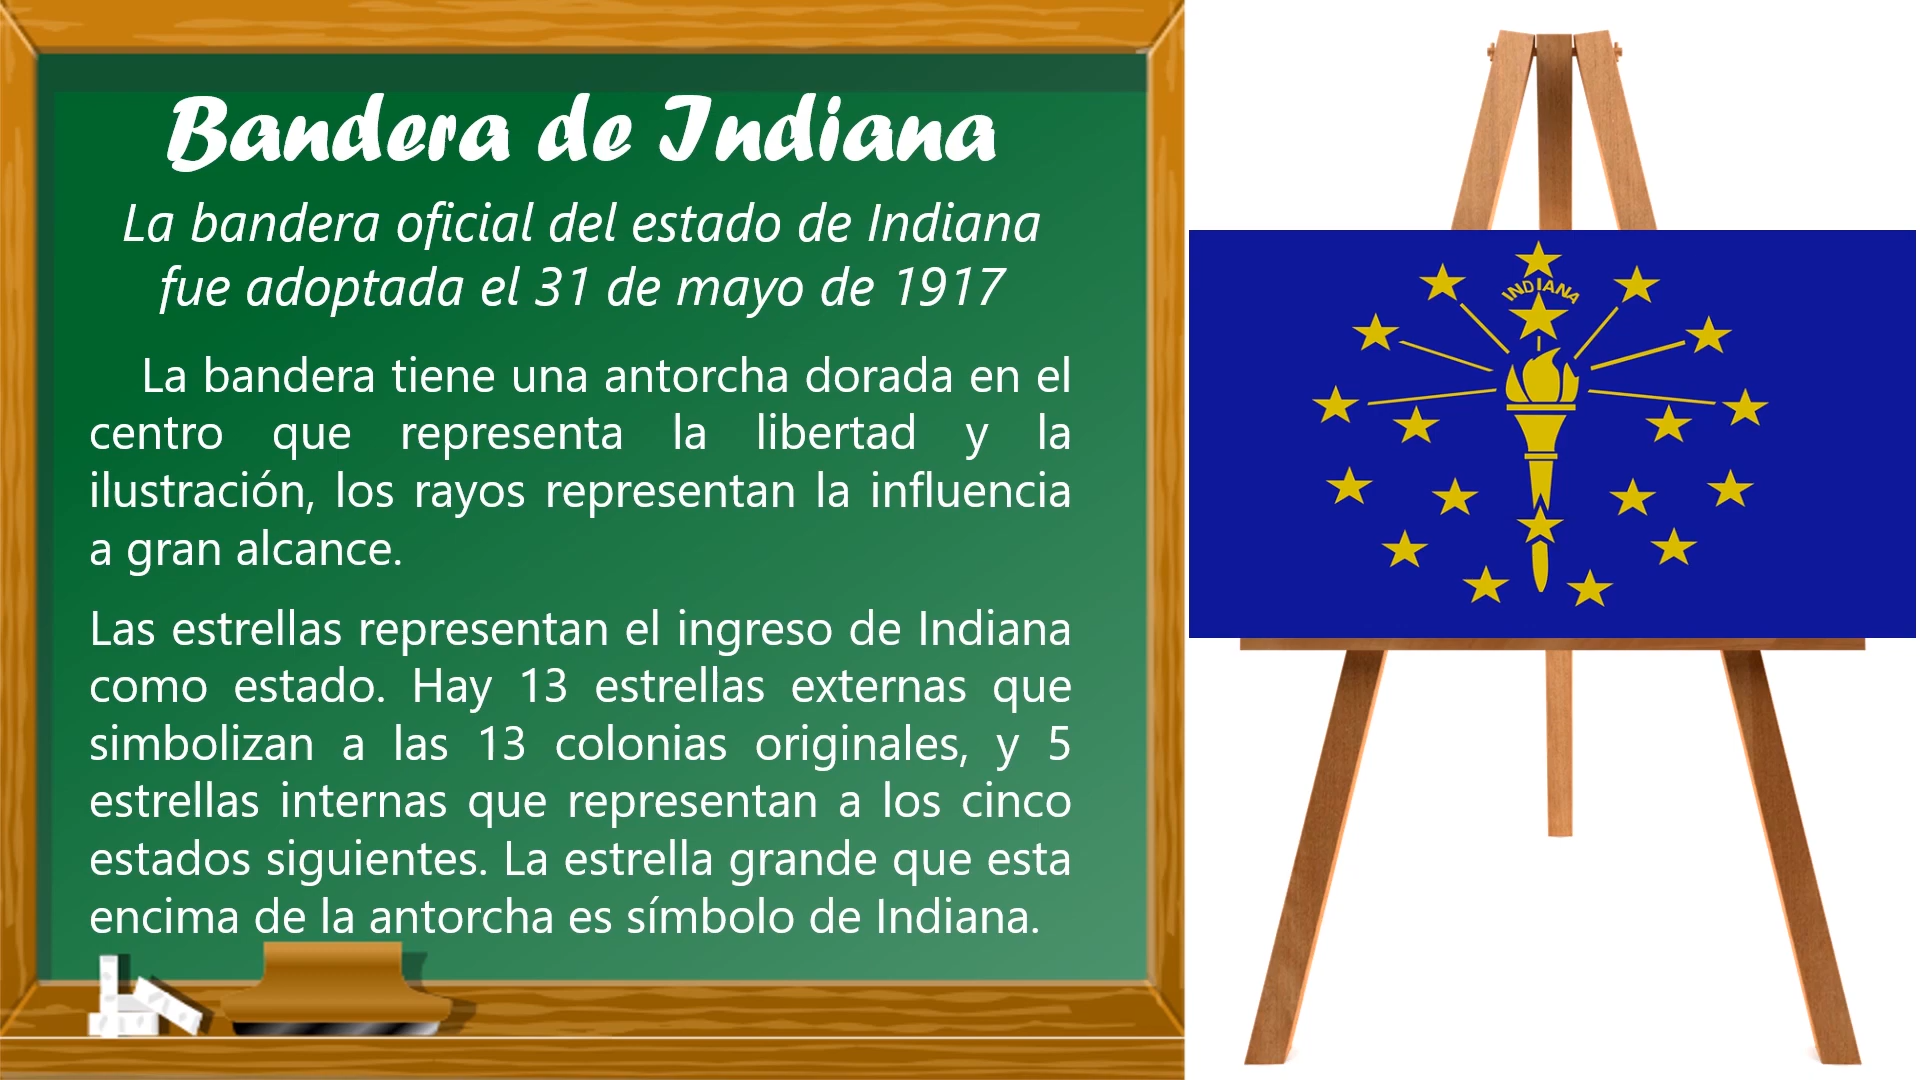 Bandera de Indiana
La bandera oficial del estado de Indiana
fue adoptada el 31 de mayo de 1917
La bandera tiene una antorcha dorada en el
centro que representa la libertad y la
ilustración, los rayos representan la influencia
a gran alcance.
Las estrellas representan el ingreso de Indiana
como estado. Hay 13 estrellas externas que
simbolizan a las 13 colonias originales, y 5
estrellas internas que representan a los cinco
estados siguientes. La estrella grande que esta
encima de la antorcha es símbolo de Indiana.
INDIANA